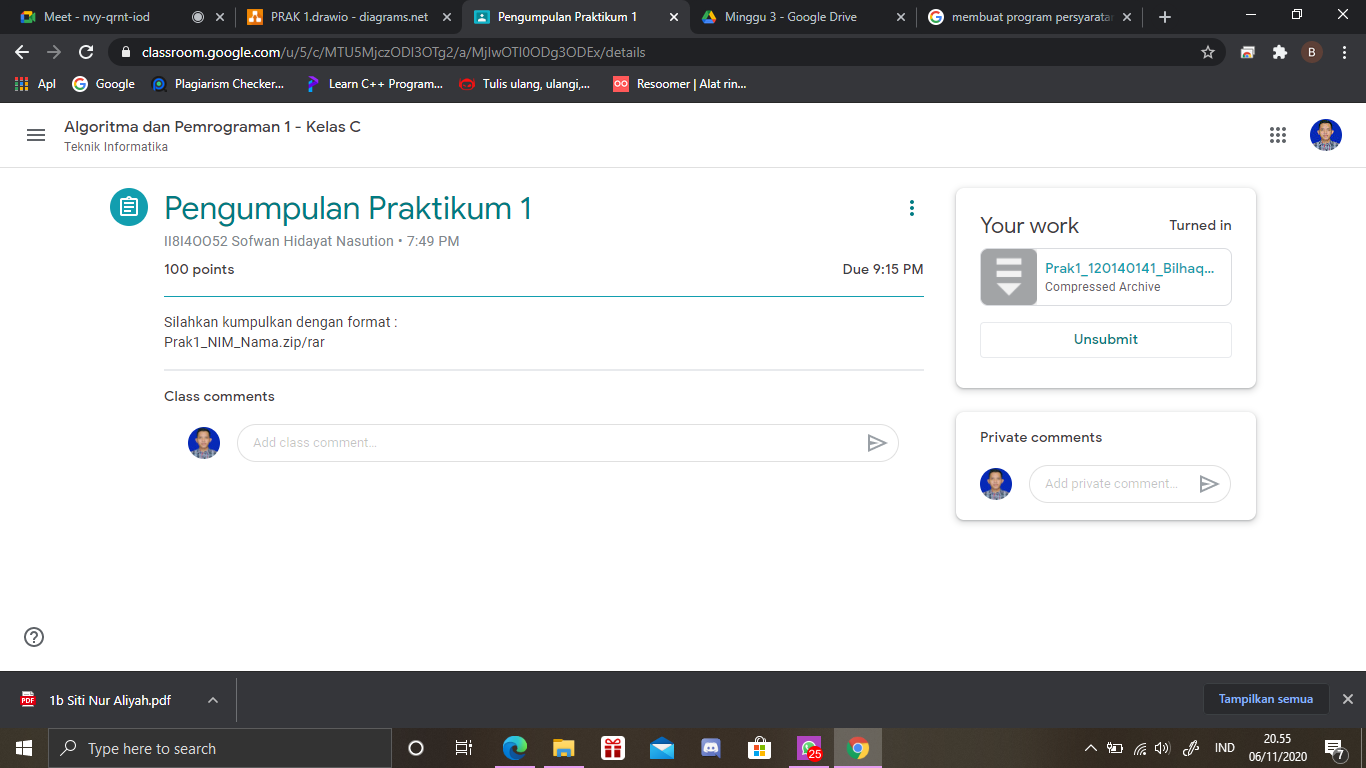 Meet - nvy-qrnt-iod
PRAK 1.drawio - diagrams.net
Pengumpulan Praktikum 1
Minggu 3 - Google Drive
membuat program persyaratan
classroom.google.com/u/5/c/MTU5MjczODI3OTg2/a/MjIwOTI0ODg3ODEx/details
B
Apl
Google
Plagiarism Checker...
Learn C++ Program...
Tulis ulang, ulangi,...
Resoomer | Alat rin...
Algoritma dan Pemrograman 1 - Kelas C
Teknik Informatika
Pengumpulan Praktikum 1
II8I4OO52 Sofwan Hidayat Nasution • 7:49 PM
100 points
Due 9:15 PM
Silahkan kumpulkan dengan format :
Prak1_NIM_Nama.zip/rar
Class comments
Add class comment...
Your work
Turned in
Prak1_120140141_Bilhaq...
Compressed Archive
Unsubmit
Private comments
Add private comment...
PDF
1b Siti Nur Aliyah.pdf
Tampilkan semua
Type here to search
25
IND
20.55
06/11/2020
7